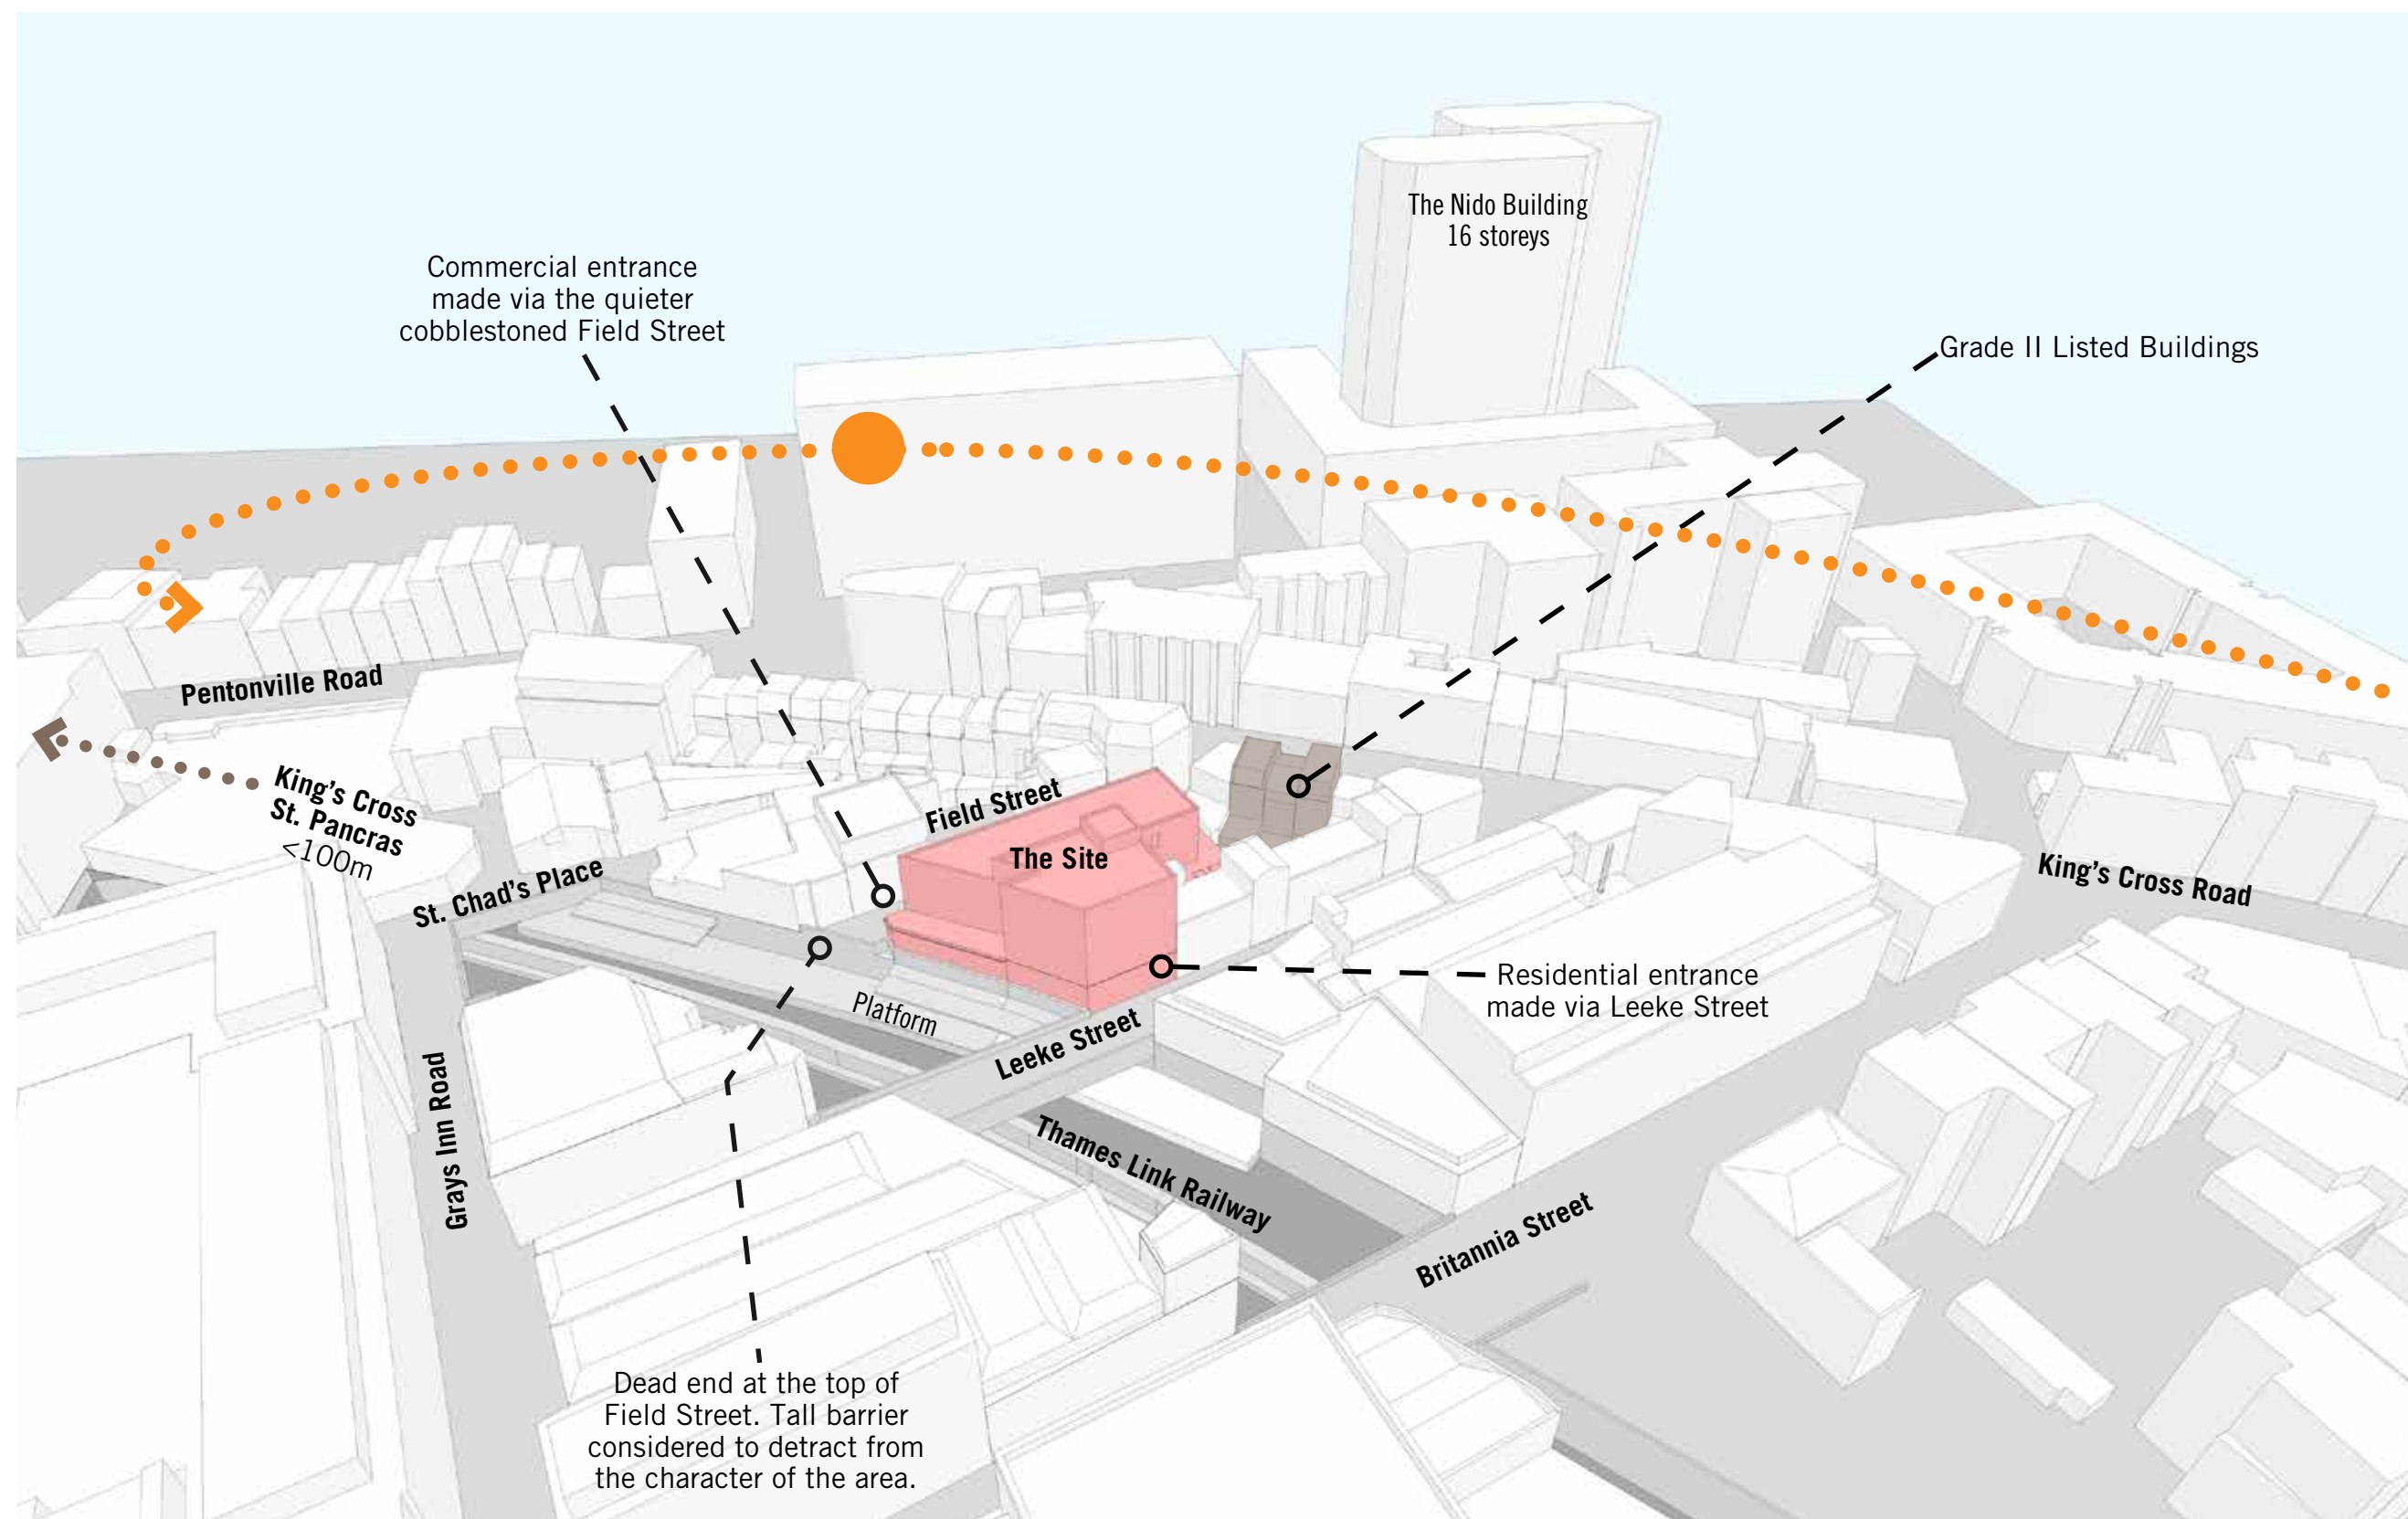 The Nido Building
16 storeys
Commercial entrance
made via the quieter
cobblestoned Field Street
Grade II Listed Buildings
Pentonville Road
King's Cross
St. Pancras
<100m
Field Street
The Site
St. Chad's Place
King's Cross Road
Residential entrance
made via Leeke Street
Platform
Leeke Street
Grays Inn Road
Thames Link Railway
Britannia Street
Dead end at the top of
Field Street. Tall barrier
considered to detract from
the character of the area.